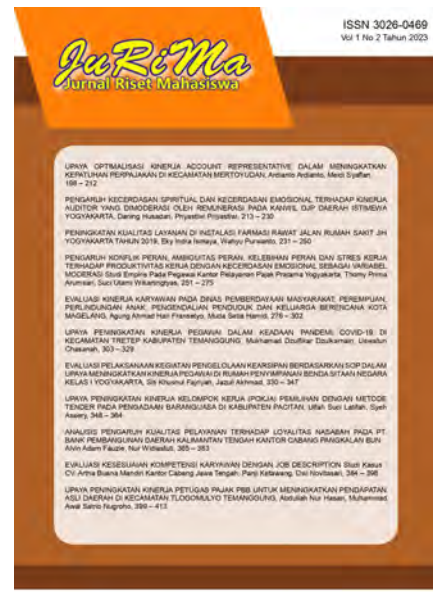 ISSN 3026-0469
Vol 1 No 2 Tahun 2023
JuRiMa
Jurnal Riset Mahasiswa
UPAYA OPTIMALISASI KINERJA ACCOUNT REPRESENTATIVE DALAM MENINGKATKAN
KEPATUHAN PERPAJAKAN DI KECAMATAN MERTOYUDAN, Ardianto Ardianto, Meidi Syaflan,
198 – 212
PENGARUH KECERDASAN SPIRITUAL DAN KECERDASAN EMOSIONAL TERHADAP KINERJA
AUDITOR YANG DIMODERASI OLEH REMUNERASI PADA KANWIL DJP DAERAH ISTIMEWA
YOGYAKARTA, Daning Husadari, Priyastiwi Priyastiwi, 213 – 230
PENINGKATAN KUALITAS LAYANAN DI INSTALASI FARMASI RAWAT JALAN RUMAH SAKIT JIH
YOGYAKARTA TAHUN 2019, Eky Indra Ismaya, Wahyu Purwanto, 231 – 250
PENGARUH KONFLIK PERAN, AMBIGUITAS PERAN, KELEBIHAN PERAN DAN STRES KERJA
TERHADAP PRODUKTIVITAS KERJA DENGAN KECERDASAN EMOSIONAL SEBAGAI VARIABEL
MODERASI Studi Empiris Pada Pegawai Kantor Pelayanan Pajak Pratama Yogyakarta, Thomy Prima
Arumsari, Suci Utami Wikaningtyas, 251 – 275
EVALUASI KINERJA KARYAWAN PADA DINAS PEMBERDAYAAN MASYARAKAT, PEREMPUAN,
PERLINDUNGAN ANAK, PENGENDALIAN PENDUDUK DAN KELUARGA BERENCANA KOTA
MAGELANG, Agung Ahmad Hari Fransetyo, Muda Setia Hamid, 276 – 302
UPAYA PENINGKATAN KINERJA PEGAWAI DALAM KEADAAN PANDEMI COVID-19 DI
KECAMATAN TRETEP KABUPATEN TEMANGGUNG, Mukhamad Dzulfikar Dzulkarnain, Uswatun
Chasanah, 303 – 329
EVALUASI PELAKSANAAN KEGIATAN PENGELOLAAN KEARSIPAN BERDASARKAN SOP DALAM
UPAYA MENINGKATKAN KINERJA PEGAWAI DI RUMAH PENYIMPANAN BENDA SITAAN NEGARA
KELAS I YOGYAKARTA, Siti Khusnul Fajriyah, Jazuli Akhmad, 330 – 347
UPAYA PENINGKATAN KINERJA KELOMPOK KERJA (POKJA) PEMILIHAN DENGAN METODE
TENDER PADA PENGADAAN BARANG/JASA DI KABUPATEN PACITAN, Ulfah Suci Latifah, Syeh
Assery, 348 – 364
ANALISIS PENGARUH KUALITAS PELAYANAN TERHADAP LOYALITAS NASABAH PADA PT.
BANK PEMBANGUNAN DAERAH KALIMANTAN TENGAH KANTOR CABANG PANGKALAN BUN
Alvin Adam Fauzie, Nur Widiastuti, 365 – 383
EVALUASI KESESUAIAN KOMPETENSI KARYAWAN DENGAN JOB DESCRIPTION Studi Kasus :
CV. Artha Buana Mandiri Kantor Cabang Jawa Tengah, Panji Ketawang, Dwi Novitasari, 384 – 398
UPAYA PENINGKATAN KINERJA PETUGAS PAJAK PBB UNTUK MENINGKATKAN PENDAPATAN
ASLI DAERAH DI KECAMATAN TLOGOMULYO TEMANGGUNG, Abdullah Nur Hasan, Muhammad
Awal Satrio Nugroho, 399 – 413